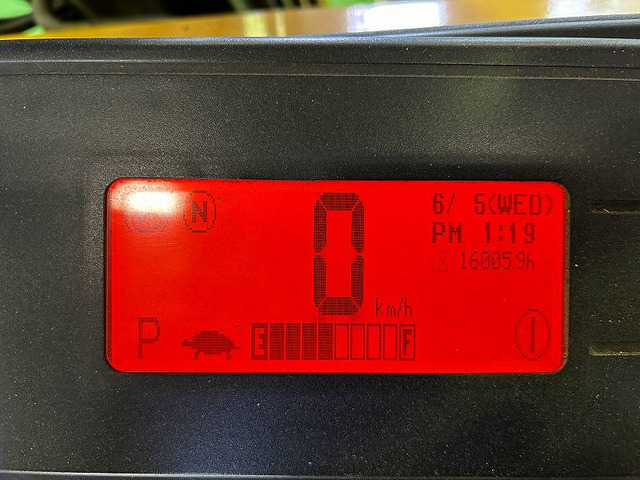 N
0 km/h
6/ 5(WED)
PM 1:19
16005.9h
P
E F
I